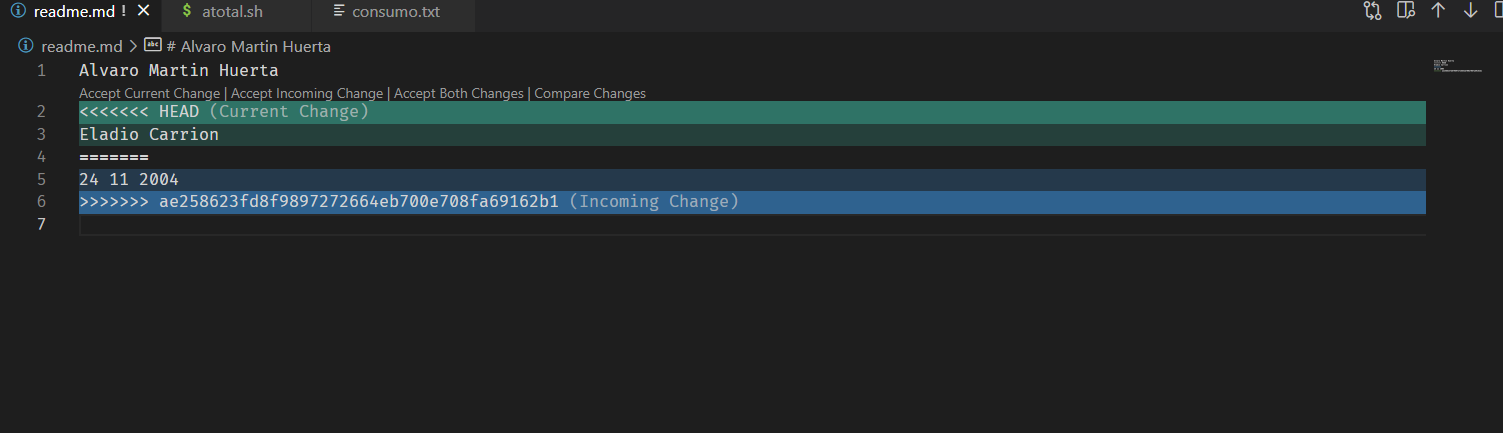 readme.md ! × $ atotal.sh consumo.txt
readme.md > abc # Alvaro Martin Huerta
1 Alvaro Martin Huerta
Accept Current Change | Accept Incoming Change | Accept Both Changes | Compare Changes
2 <<<<<<< HEAD (Current Change)
3 Eladio Carrion
4 =======
5 24 11 2004
6 >>>>>>> ae258623fd8f9897272664eb700e708fa69162b1 (Incoming Change)
7